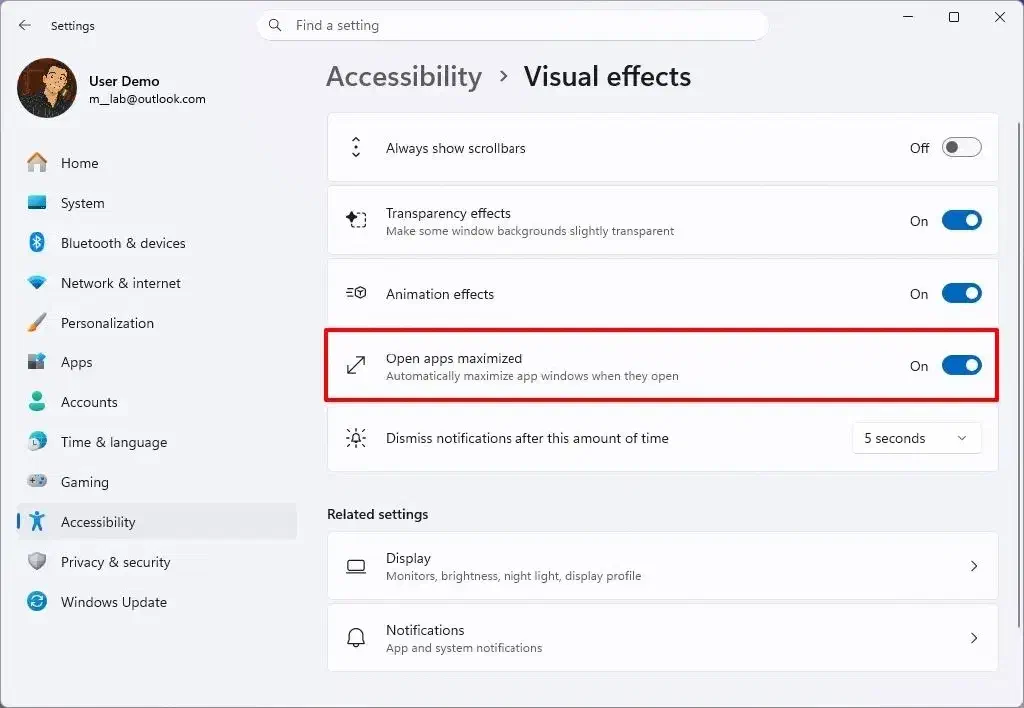 Settings
Find a setting
User Demo
m__lab@outlook.com
Home
System
Bluetooth & devices
Network & internet
Personalization
Apps
Accounts
Time & language
Gaming
Accessibility
Privacy & security
Windows Update
Accessibility > Visual effects
Always show scrollbars
Off
Transparency effects
Make some window backgrounds slightly transparent
On
Animation effects
On
Open apps maximized
Automatically maximize app windows when they open
On
Dismiss notifications after this amount of time
5 seconds
Related settings
Display
Monitors, brightness, night light, display profile
Notifications
App and system notifications